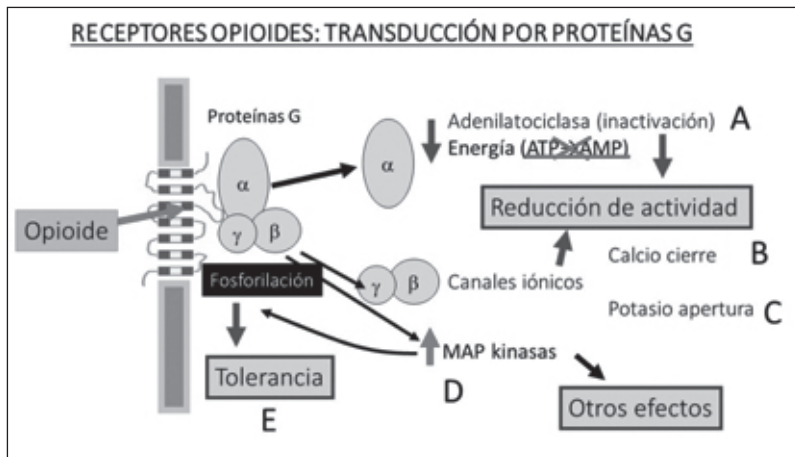 RECEPTORES OPIOIDES: TRANSDUCCIÓN POR PROTEÍNAS G
Proteínas G
Adenilatociclasa (inactivación) A
Energía (ATP>>AMP)
α
α
Reducción de actividad
Opioide
γ β
Calcio cierre B
Fosforilación
γ β Canales iónicos
Potasio apertura C
MAP kinasas
Tolerancia
D
E
Otros efectos